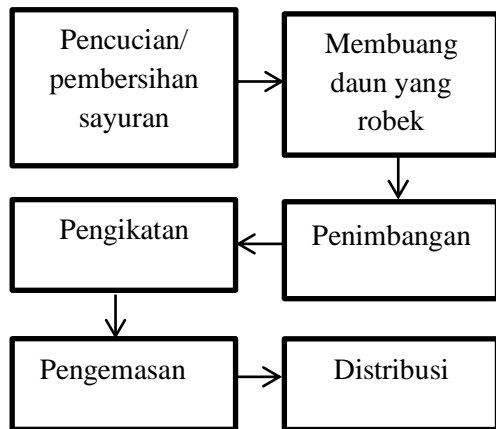 Pencucian/
pembersihan
sayuran
Membuang
daun yang
robek
Penimbangan
Pengikatan
Pengemasan
Distribusi